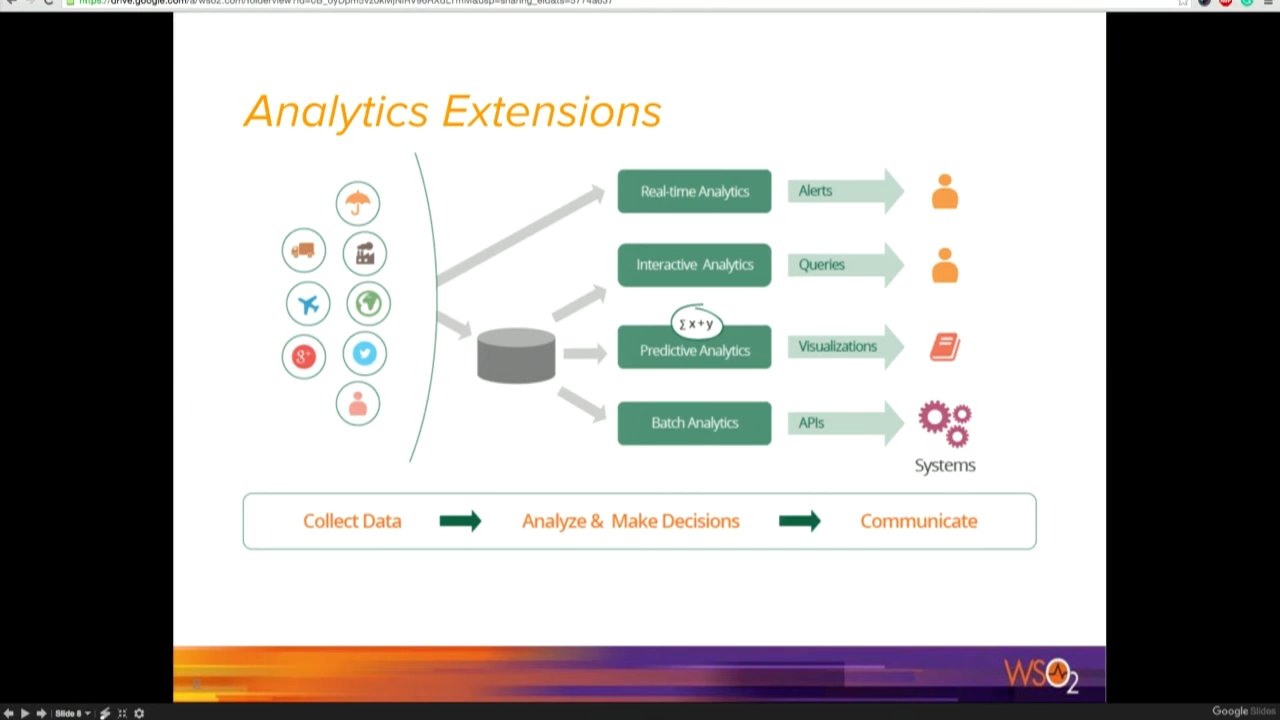 Analytics Extensions
Real-time Analytics
Alerts
Interactive Analytics
Queries
Σ x + y
Predictive Analytics
Visualizations
Batch Analytics
APIs
Systems
g+
Collect Data
Analyze & Make Decisions
Communicate
WSO2
Slide 8
Google Slides